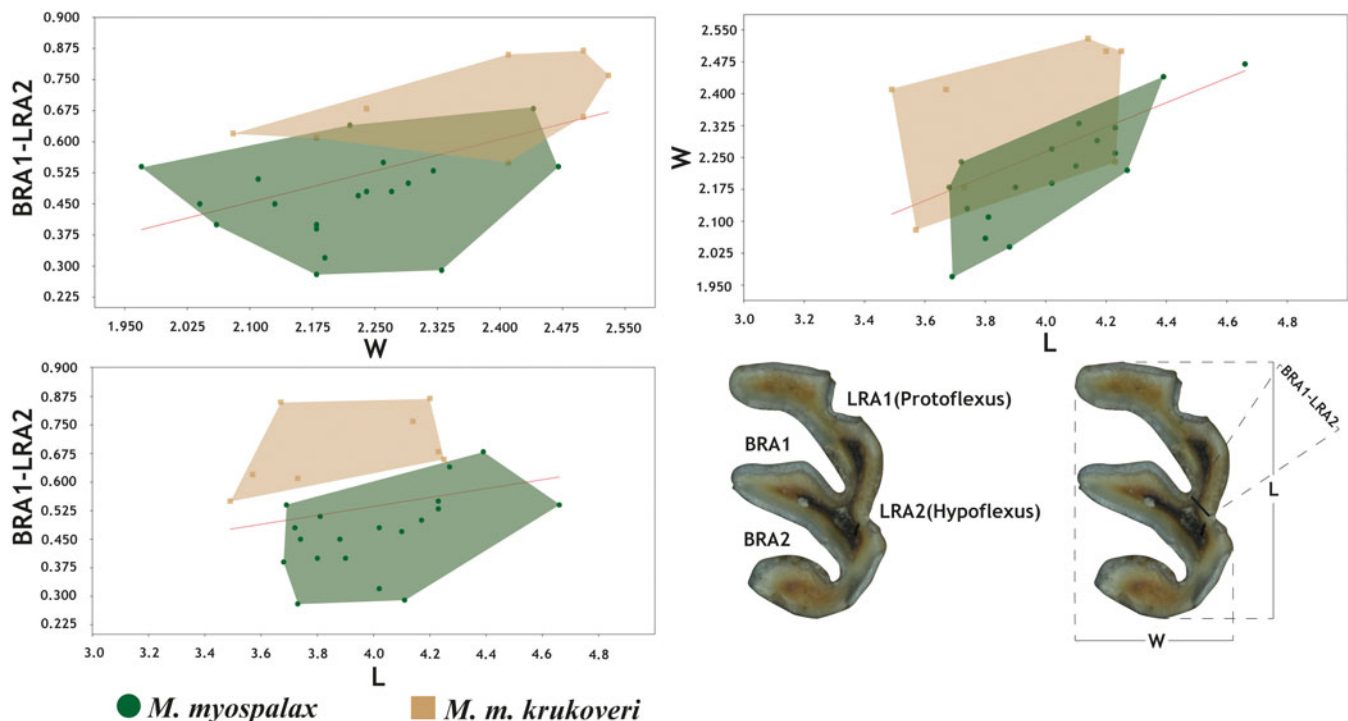 BRA1-LRA2
0.900
0.875
0.750
0.675
0.600
0.525
0.450
0.375
0.300
0.225
1.950 2.025 2.100 2.175 2.250 2.325 2.400 2.475 2.550
W
W
2.550
2.475
2.400
2.325
2.250
2.175
2.100
2.025
1.950
3.0 3.2 3.4 3.6 3.8 4.0 4.2 4.4 4.6 4.8
L
BRA1-LRA2
0.900
0.875
0.750
0.675
0.600
0.525
0.450
0.375
0.300
0.225
3.0 3.2 3.4 3.6 3.8 4.0 4.2 4.4 4.6 4.8
L
LRA1(Protoflexus)
BRA1
LRA2(Hypoflexus)
BRA2
BRA1-LRA2
L
W
M. myospalax
M. m. krukoveri